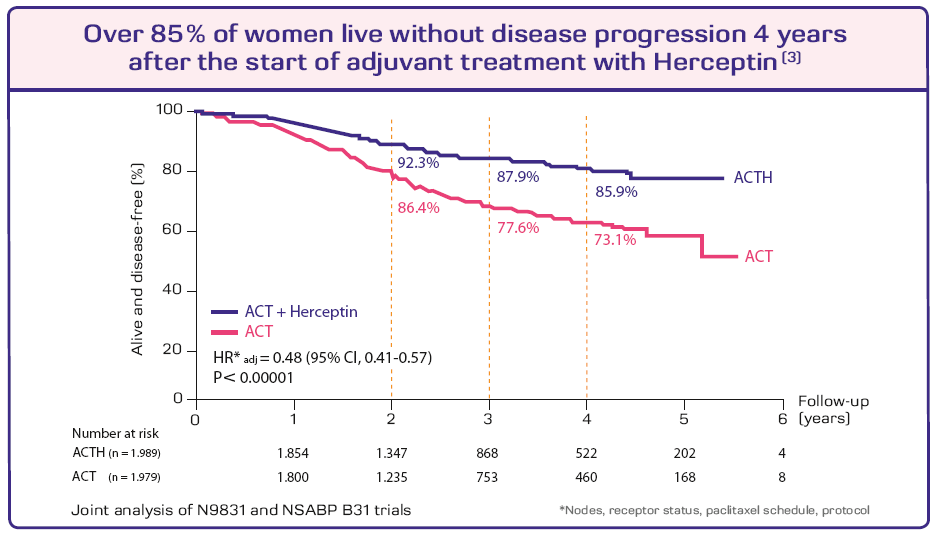 Over 85% of women live without disease progression 4 years
after the start of adjuvant treatment with Herceptin (3)
Alive and disease-free (%)
100
80
60
40
20
0
92.3%
87.9%
85.9%
ACTH
86.4%
77.6%
73.1%
ACT
ACT + Herceptin
ACT
HR* adj = 0.48 (95% CI, 0.41-0.57)
P< 0.00001
0 1 2 3 4 5 6
Follow-up
(years)
Number at risk
ACTH (n = 1.989) 1.854 1.347 868 522 202 4
ACT (n = 1.979) 1.800 1.235 753 460 168 8
Joint analysis of N9831 and NSABP B31 trials
*Nodes, receptor status, paclitaxel schedule, protocol